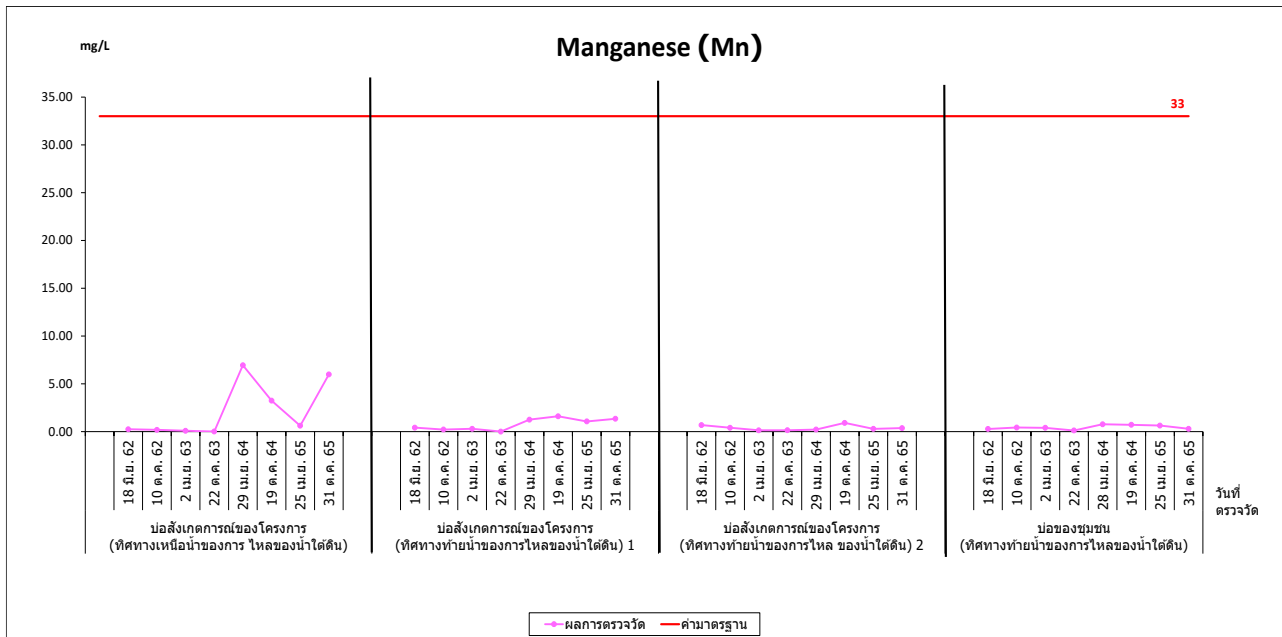 mg/L
Manganese (Mn)
35.00
30.00
25.00
20.00
15.00
10.00
5.00
0.00
33
18 มิ.ย. 62
10 ต.ค. 62
2 เม.ย. 63
22 ต.ค. 63
29 เม.ย. 64
19 ต.ค. 64
25 เม.ย. 65
31 ต.ค. 65
18 มิ.ย. 62
10 ต.ค. 62
2 เม.ย. 63
22 ต.ค. 63
29 เม.ย. 64
19 ต.ค. 64
25 เม.ย. 65
31 ต.ค. 65
18 มิ.ย. 62
10 ต.ค. 62
2 เม.ย. 63
22 ต.ค. 63
29 เม.ย. 64
19 ต.ค. 64
25 เม.ย. 65
31 ต.ค. 65
18 มิ.ย. 62
10 ต.ค. 62
2 เม.ย. 63
22 ต.ค. 63
28 เม.ย. 64
19 ต.ค. 64
25 เม.ย. 65
31 ต.ค. 65
วันที่
ตรวจวัด
บ่อสังเกตการณ์ของโครงการ
(ทิศทางเหนือน้ำของการ ไหลของน้ำใต้ดิน)
บ่อสังเกตการณ์ของโครงการ
(ทิศทางท้ายน้ำของการไหลของน้ำใต้ดิน) 1
บ่อสังเกตการณ์ของโครงการ
(ทิศทางท้ายน้ำของการไหล ของน้ำใต้ดิน) 2
บ่อของชุมชน
(ทิศทางท้ายน้ำของการไหลของน้ำใต้ดิน)
ผลการตรวจวัด
ค่ามาตรฐาน